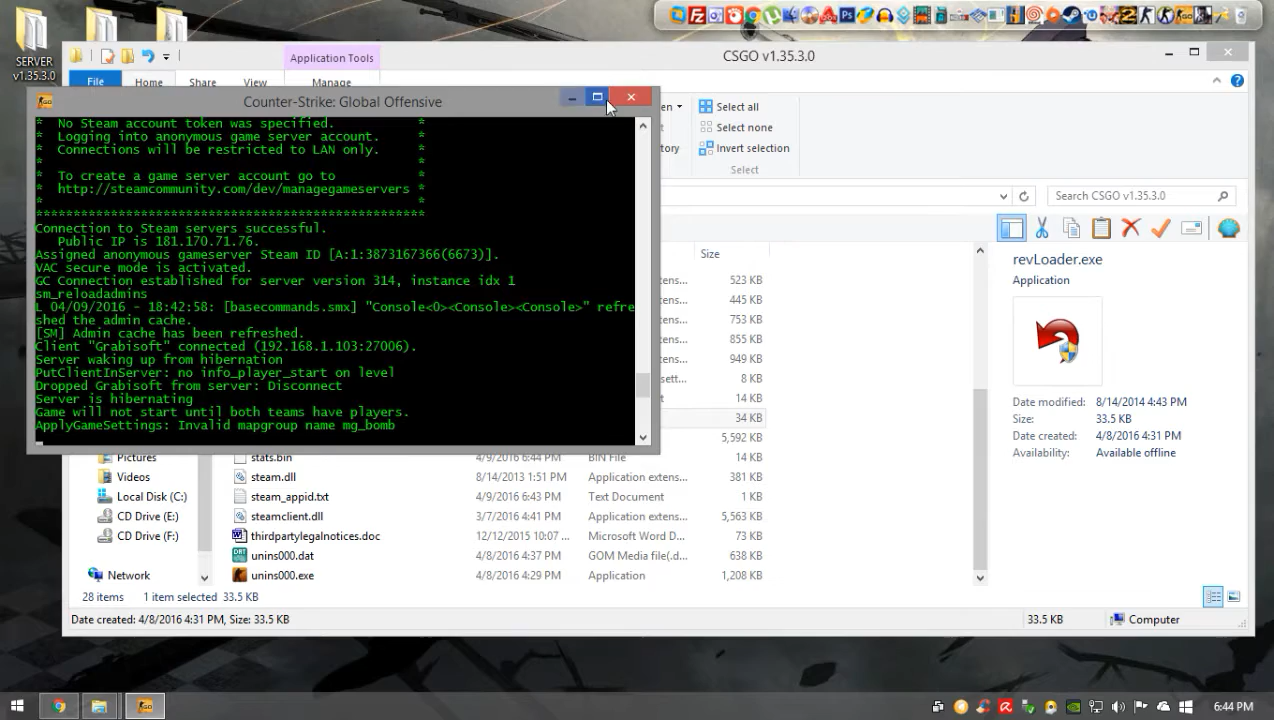 SERVER
v1.35.3.0
Application Tools
CSGO v1.35.3.0
File
Home
Share
View
Manage
Select all
Select none
Invert selection
Select
Counter-Strike: Global Offensive
* No Steam account token was specified. *
* Logging into anonymous game server account. *
* Connections will be restricted to LAN only. *
* *
* To create a game server account go to *
* http://steamcommunity.com/dev/managegameservers *
* *
****************************************************
Connection to Steam servers successful.
Public IP is 181.170.71.76.
Assigned anonymous gameserver Steam ID [A:1:3873167366(6673)].
VAC secure mode is activated.
GC Connection established for server version 314, instance idx 1
sm_reloadadmins
L 04/09/2016 - 18:42:58: [basecommands.smx] "Console<0><Console><Console>" refre
shed the admin cache.
[SM] Admin cache has been refreshed.
Client "Grabisoft" connected (192.168.1.103:27006).
Server waking up from hibernation
PutClientInServer: no info_player_start on level
Dropped Grabisoft from server: Disconnect
Server is hibernating
Game will not start until both teams have players.
ApplyGameSettings: Invalid mapgroup name mg_bomb
Search CSGO v1.35.3.0
Size
523 KB
445 KB
753 KB
855 KB
949 KB
8 KB
14 KB
34 KB
5,592 KB
stats.bin 4/9/2016 6:44 PM BIN File 14 KB
steam.dll 8/14/2013 1:51 PM Application extens... 381 KB
steam_appid.txt 4/9/2016 6:43 PM Text Document 1 KB
steamclient.dll 3/7/2016 4:41 PM Application extens... 5,563 KB
thirdpartylegalnotices.doc 12/12/2015 10:07 ... Microsoft Word D... 73 KB
unins000.dat 4/8/2016 4:37 PM GOM Media file(.d... 638 KB
unins000.exe 4/8/2016 4:29 PM Application 1,208 KB
Pictures
Videos
Local Disk (C:)
CD Drive (E:)
CD Drive (F:)
Network
revLoader.exe
Application
Date modified: 8/14/2014 4:43 PM
Size: 33.5 KB
Date created: 4/8/2016 4:31 PM
Availability: Available offline
28 items 1 item selected 33.5 KB
Date created: 4/8/2016 4:31 PM, Size: 33.5 KB
33.5 KB
Computer
6:44 PM